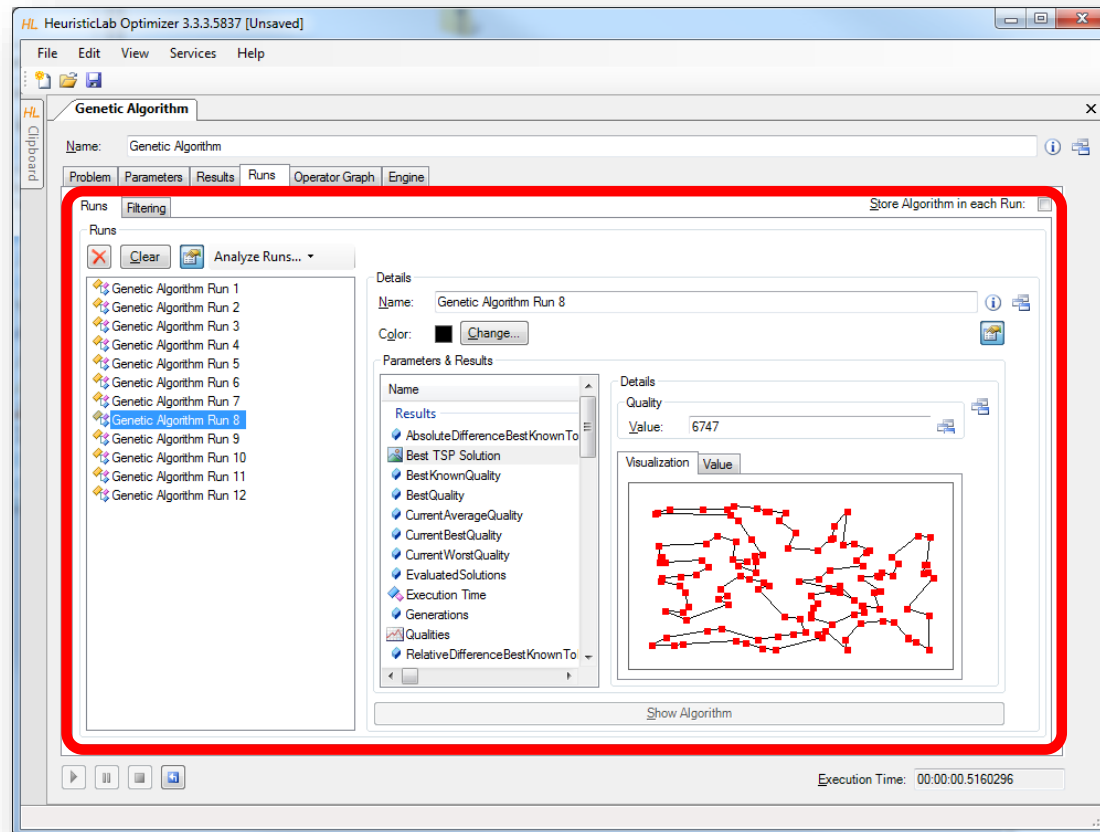 HL HeuristicLab Optimizer 3.3.3.5837 [Unsaved]
File Edit View Services Help
HL Clipboard
Genetic Algorithm
Name: Genetic Algorithm
Problem Parameters Results Runs Operator Graph Engine
Runs Filtering Store Algorithm in each Run:
Runs
Clear Analyze Runs...
Genetic Algorithm Run 1
Genetic Algorithm Run 2
Genetic Algorithm Run 3
Genetic Algorithm Run 4
Genetic Algorithm Run 5
Genetic Algorithm Run 6
Genetic Algorithm Run 7
Genetic Algorithm Run 8
Genetic Algorithm Run 9
Genetic Algorithm Run 10
Genetic Algorithm Run 11
Genetic Algorithm Run 12
Details
Name: Genetic Algorithm Run 8
Color: Change...
Parameters & Results
Name
Results
AbsoluteDifferenceBestKnownTo
Best TSP Solution
BestKnownQuality
BestQuality
CurrentAverageQuality
CurrentBestQuality
CurrentWorstQuality
EvaluatedSolutions
Execution Time
Generations
Qualities
RelativeDifferenceBestKnownTo
Details
Quality
Value: 6747
Visualization Value
Show Algorithm
Execution Time: 00:00:00.5160296